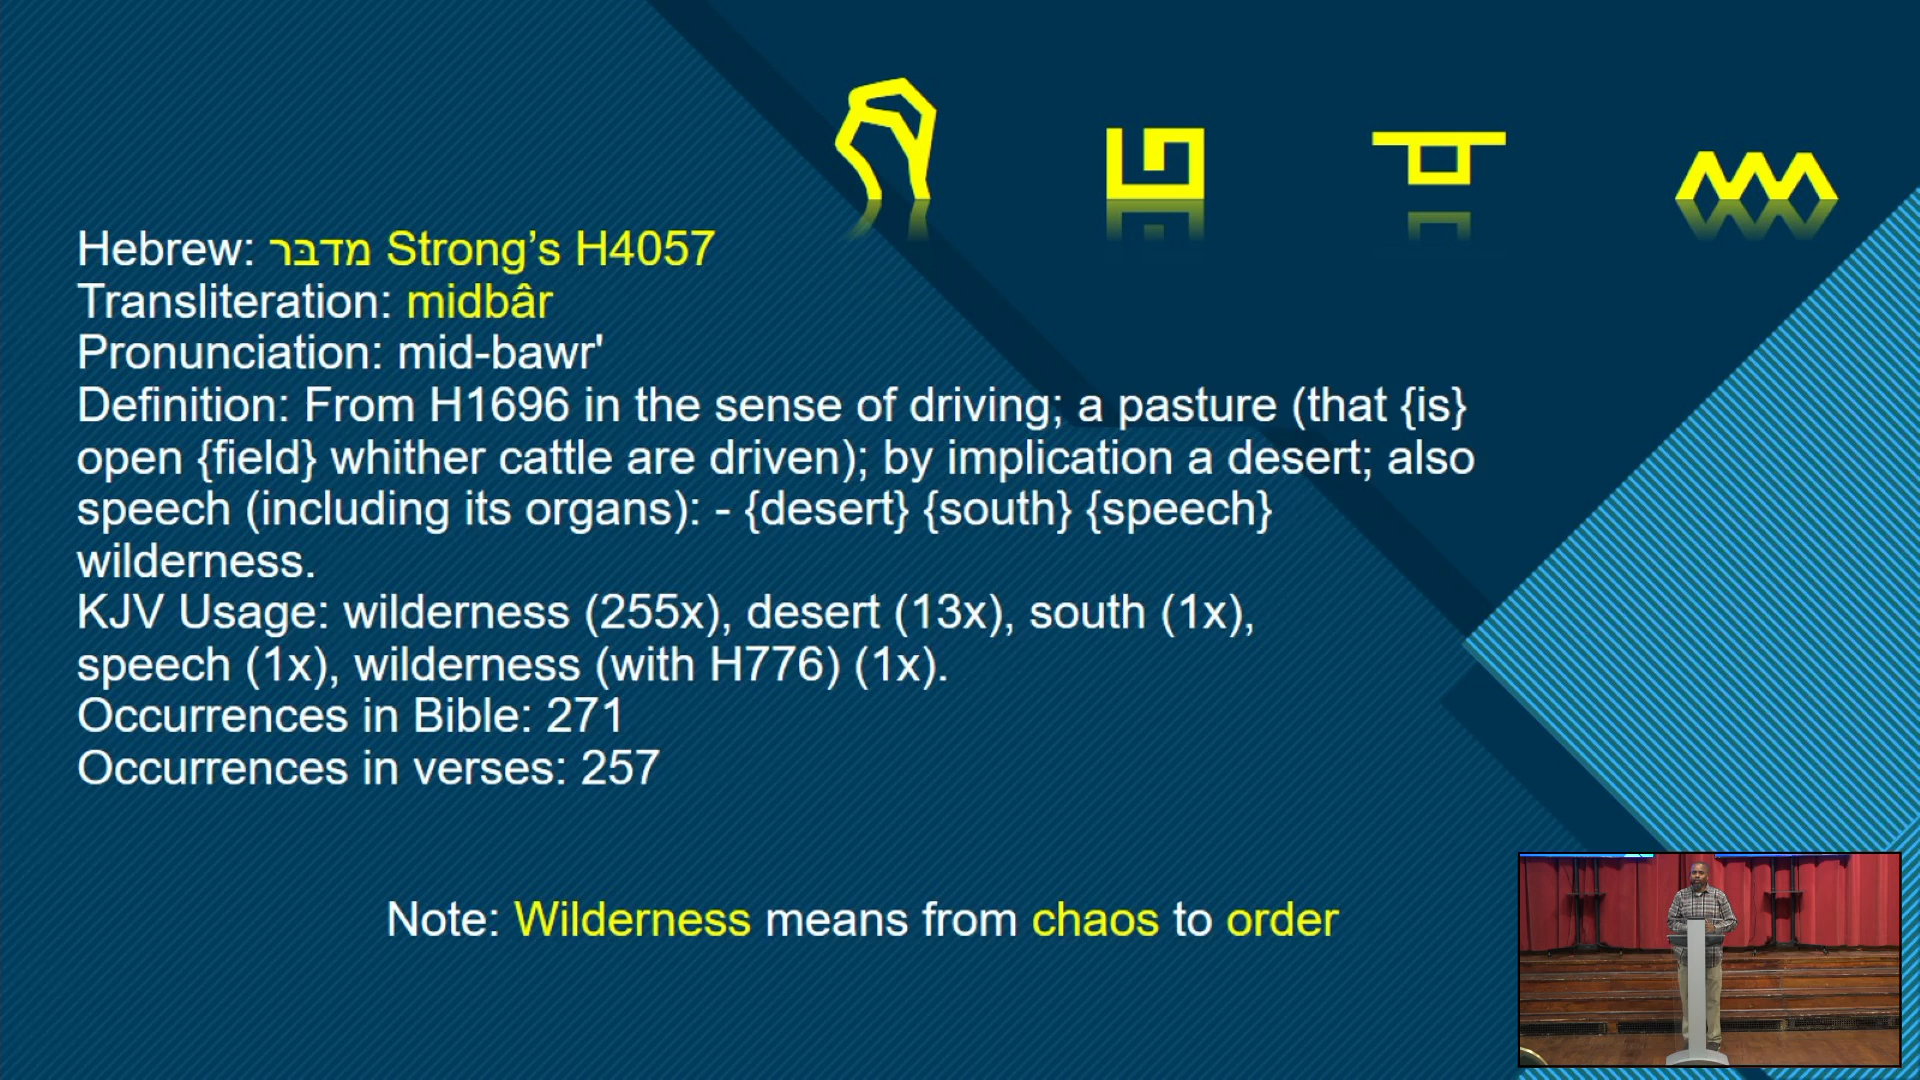 Hebrew: מדבּר Strong’s H4057
Transliteration: midbâr
Pronunciation: mid-bawr'
Definition: From H1696 in the sense of driving; a pasture (that {is}
open {field} whither cattle are driven); by implication a desert; also
speech (including its organs): - {desert} {south} {speech}
wilderness.
KJV Usage: wilderness (255x), desert (13x), south (1x),
speech (1x), wilderness (with H776) (1x).
Occurrences in Bible: 271
Occurrences in verses: 257
Note: Wilderness means from chaos to order